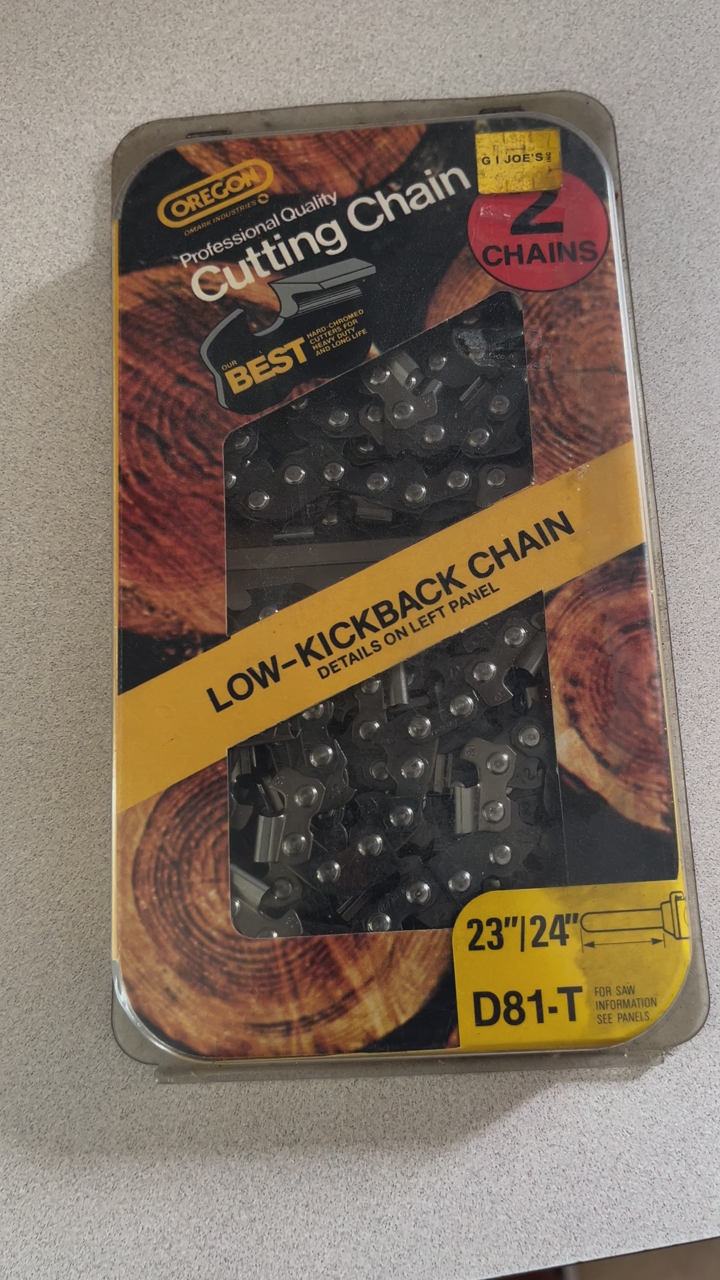 G I JOE'S
OREGON
OMARK INDUSTRIES
Professional Quality
Cutting Chain
2
CHAINS
OUR
BEST
HARD-CHROMED
CUTTERS FOR
HEAVY DUTY
AND LONG LIFE
LOW-KICKBACK CHAIN
DETAILS ON LEFT PANEL
23"/24"
D81-T
FOR SAW
INFORMATION
SEE PANELS.